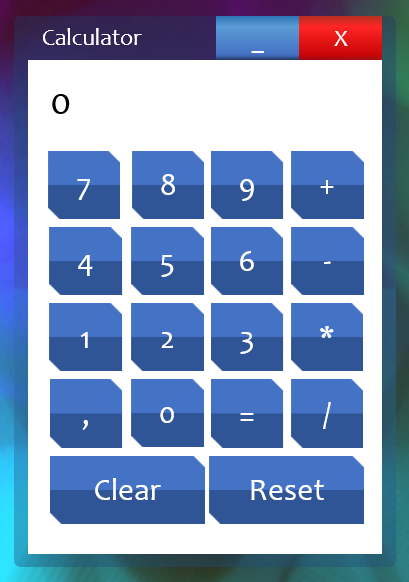 Calculator _ X
0
7 8 9 +
4 5 6 -
1 2 3 *
, 0 = /
Clear Reset